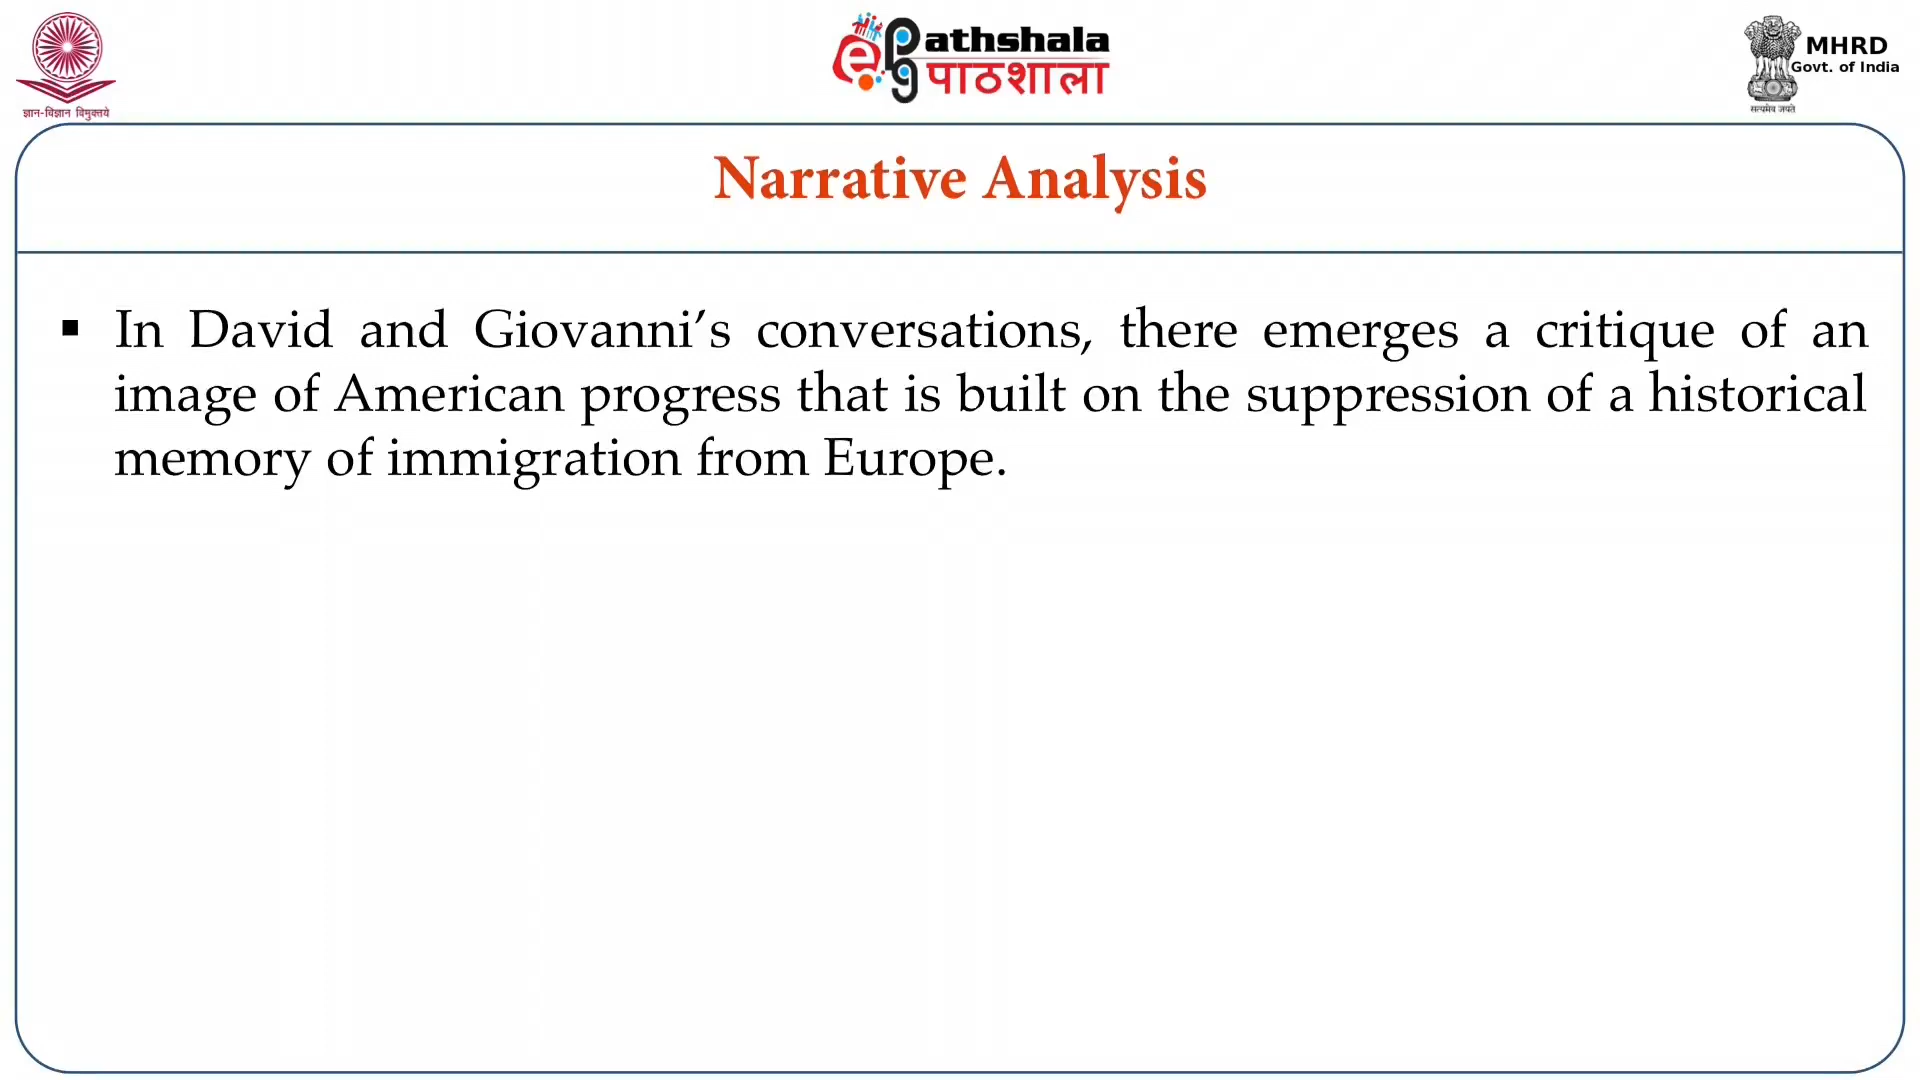 ज्ञान-विज्ञान विमुक्तये
ePG Pathshala
पाठशाला
MHRD
Govt. of India
सत्यमेव जयते
Narrative Analysis
▪ In David and Giovanni’s conversations, there emerges a critique of an
image of American progress that is built on the suppression of a historical
memory of immigration from Europe.